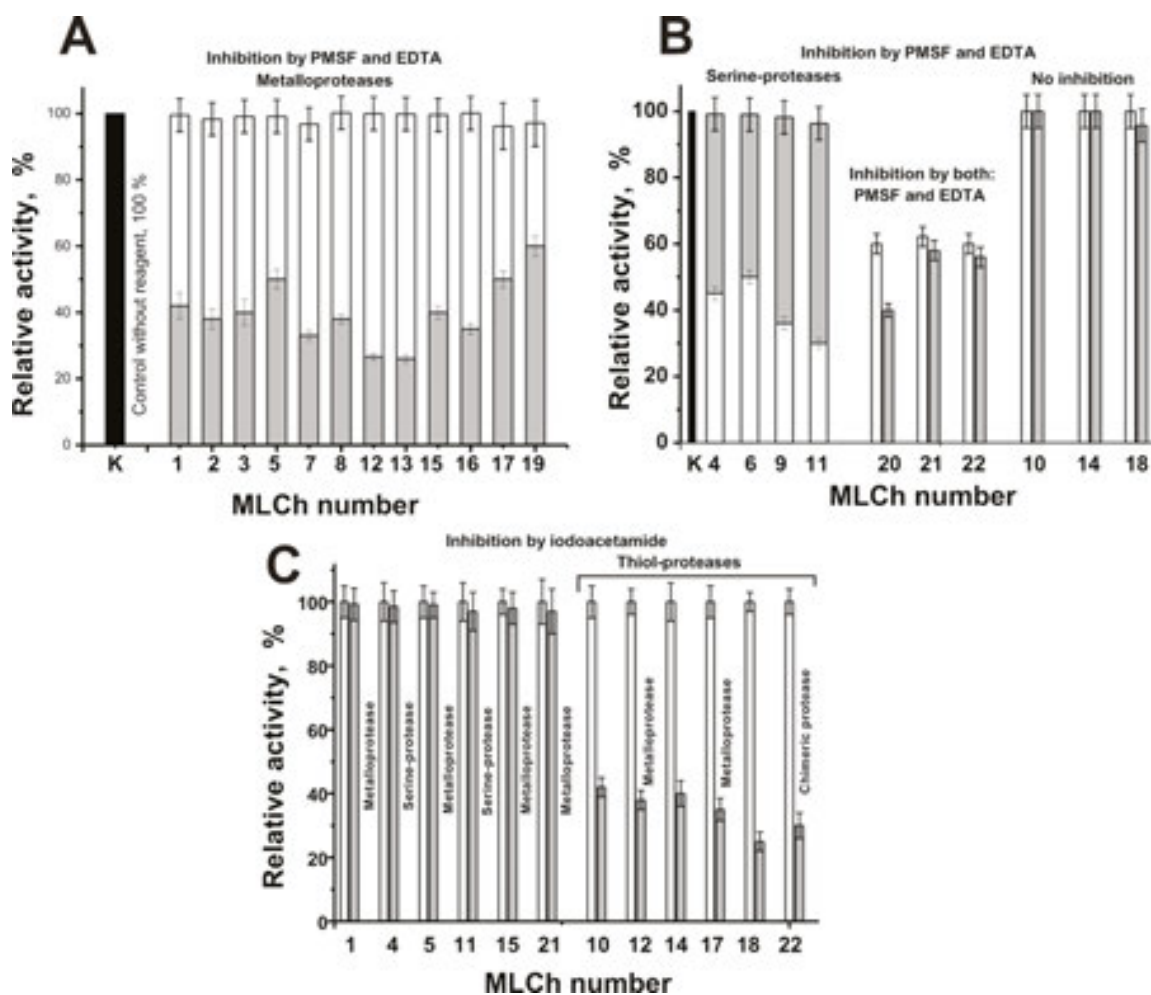 A
Inhibition by PMSF and EDTA
Metalloproteases
Relative activity, %
100
80
60
40
20
0
Control without reagent, 100 %
K 1 2 3 5 7 8 12 13 15 16 17 19
MLCh number
B
Inhibition by PMSF and EDTA
Serine-proteases
No inhibition
Inhibition by both:
PMSF and EDTA
Relative activity, %
100
80
60
40
20
0
K 4 6 9 11 20 21 22 10 14 18
MLCh number
C
Inhibition by iodoacetamide
Thiol-proteases
Relative activity, %
100
80
60
40
20
0
Metalloprotease
Serine-protease
Metalloprotease
Serine-protease
Metalloprotease
Metalloprotease
Metalloprotease
Metalloprotease
Chimeric protease
1 4 5 11 15 21 10 12 14 17 18 22
MLCh number